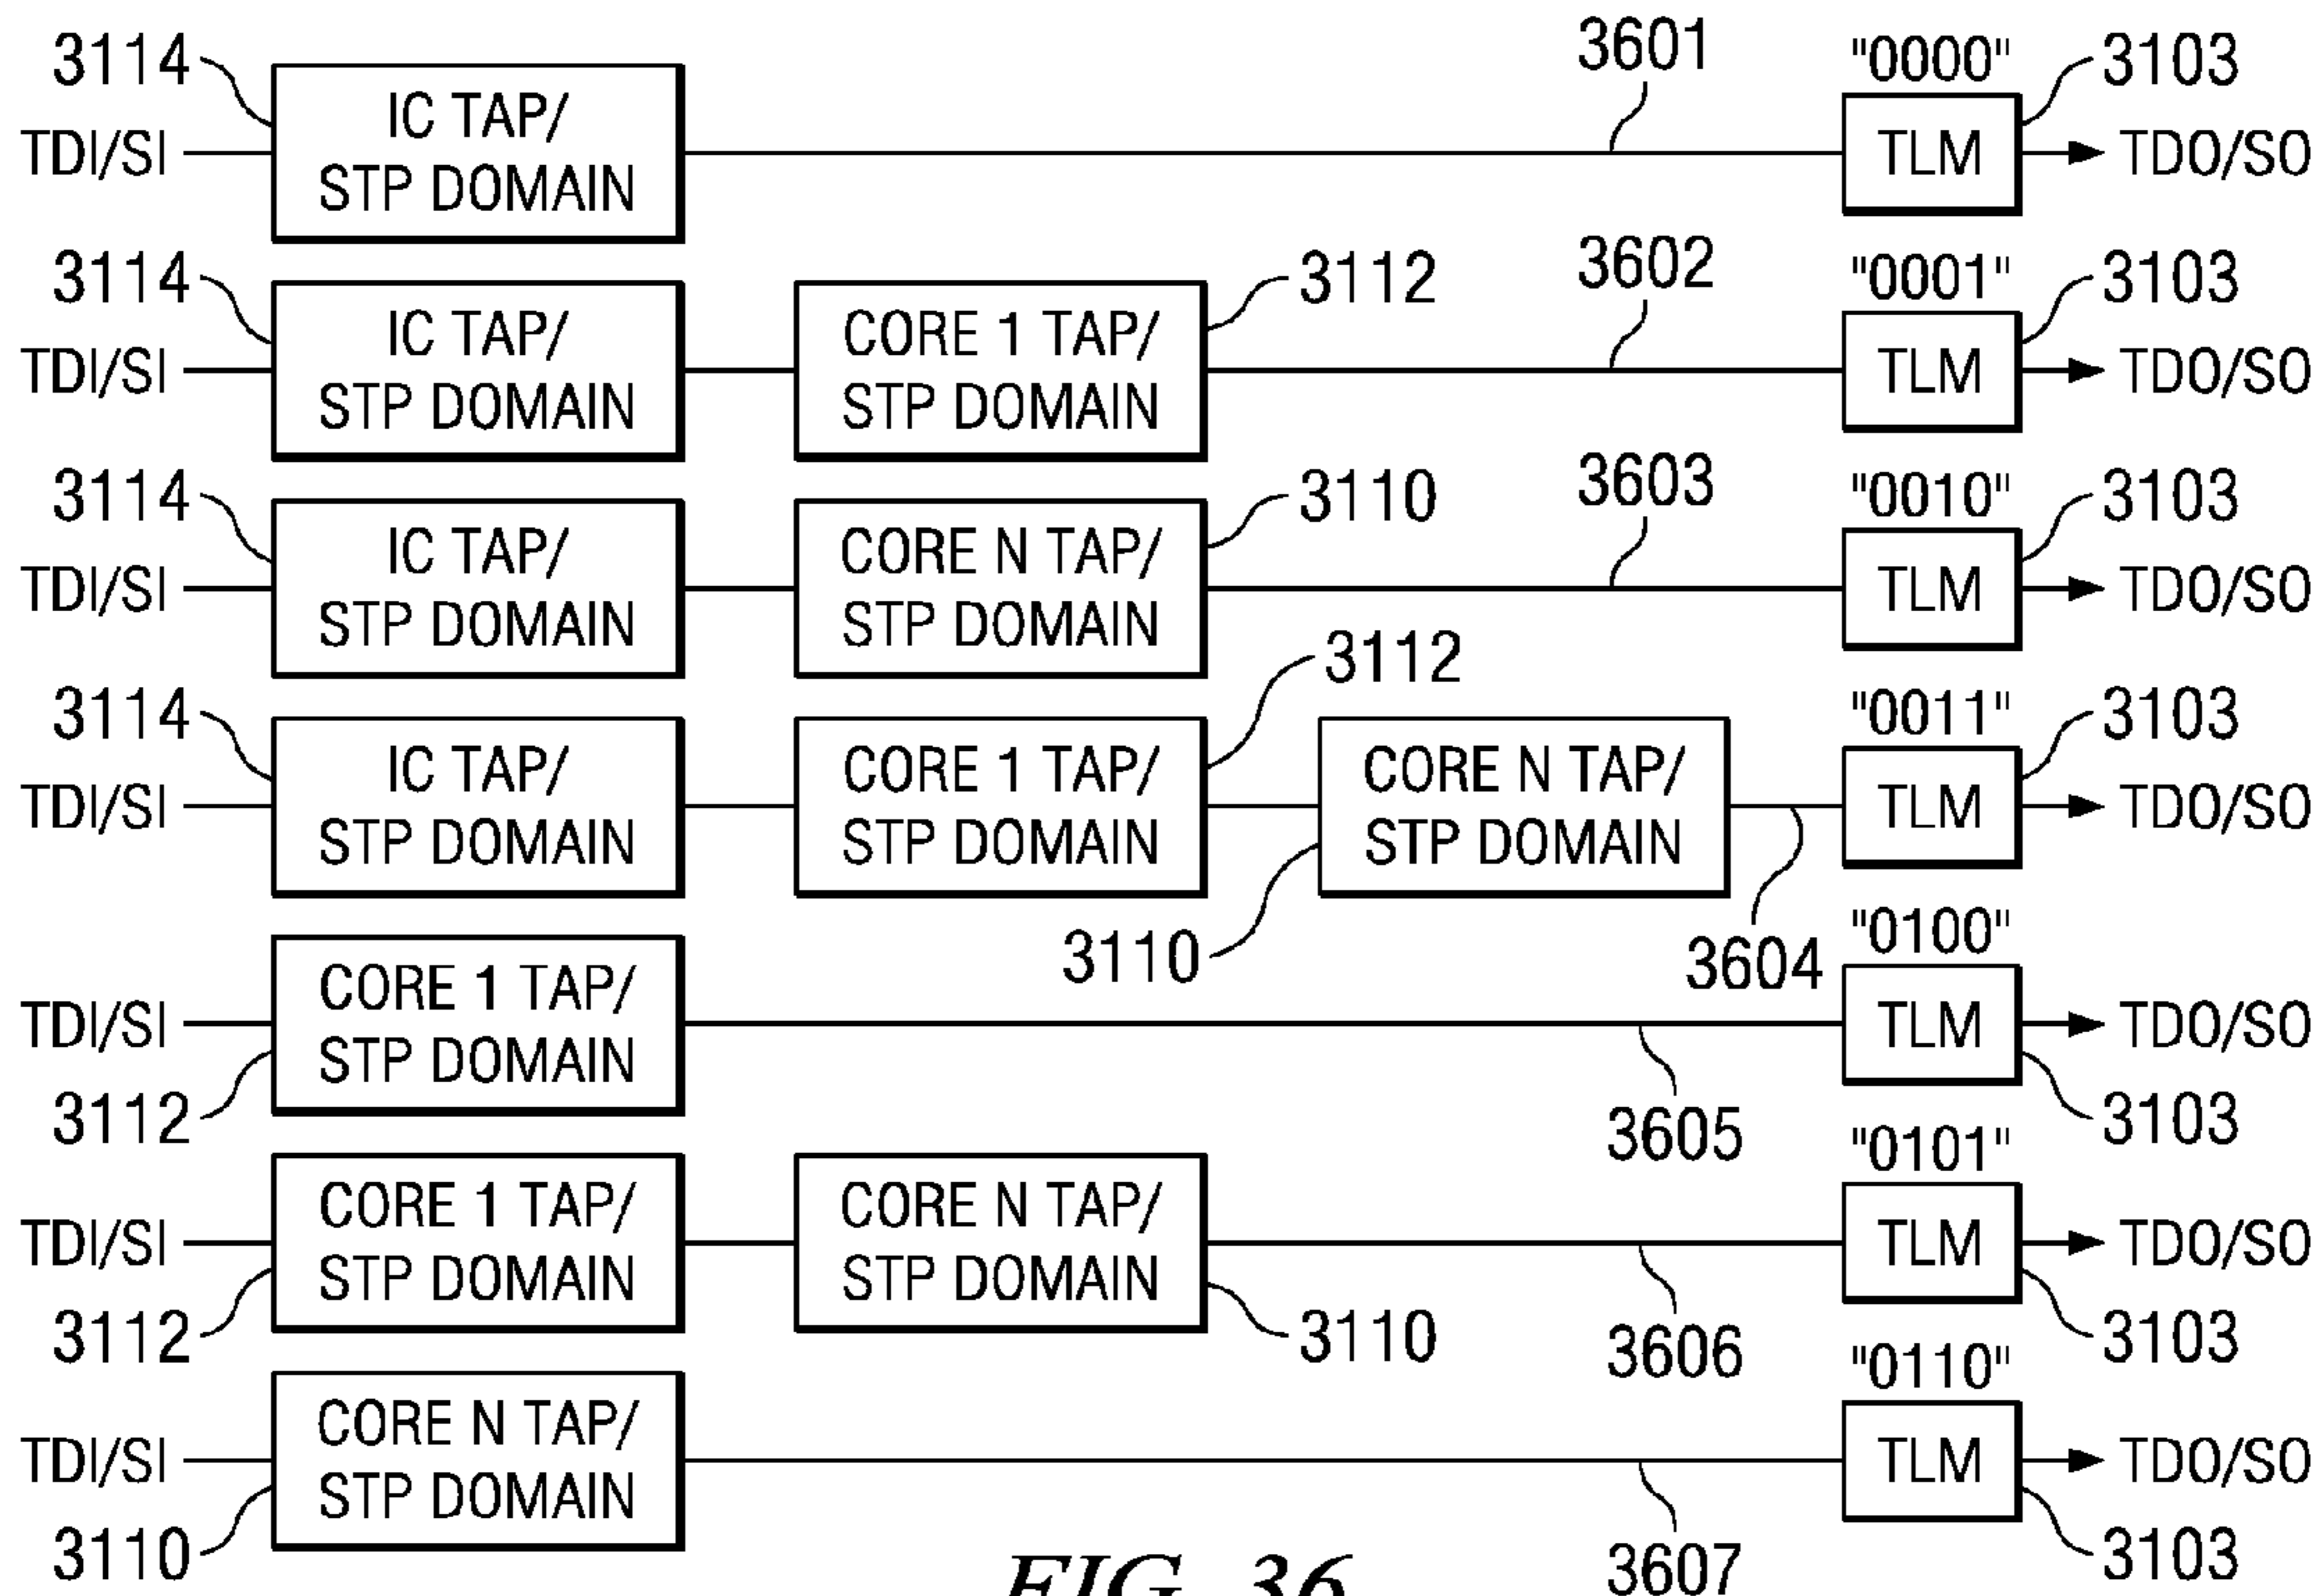 3601
"0000"
3114
3103
IC TAP/
STP DOMAIN
TDI/SI
TLM
TDO/SO
3602
"0001"
3114
3112
3103
IC TAP/
STP DOMAIN
CORE 1 TAP/
STP DOMAIN
TDI/SI
TLM
TDO/SO
3603
"0010"
3114
3110
3103
IC TAP/
STP DOMAIN
CORE N TAP/
STP DOMAIN
TDI/SI
TLM
TDO/SO
3112
"0011"
3114
3103
IC TAP/
STP DOMAIN
CORE 1 TAP/
STP DOMAIN
CORE N TAP/
STP DOMAIN
TDI/SI
TLM
TDO/SO
3110
3604
"0100"
CORE 1 TAP/
STP DOMAIN
TDI/SI
TLM
TDO/SO
3112
3605
3103
"0101"
CORE 1 TAP/
STP DOMAIN
CORE N TAP/
STP DOMAIN
TDI/SI
TLM
TDO/SO
3112
3110
3606
3103
"0110"
CORE N TAP/
STP DOMAIN
TDI/SI
TLM
TDO/SO
3110
3607
3103
FIG. 36